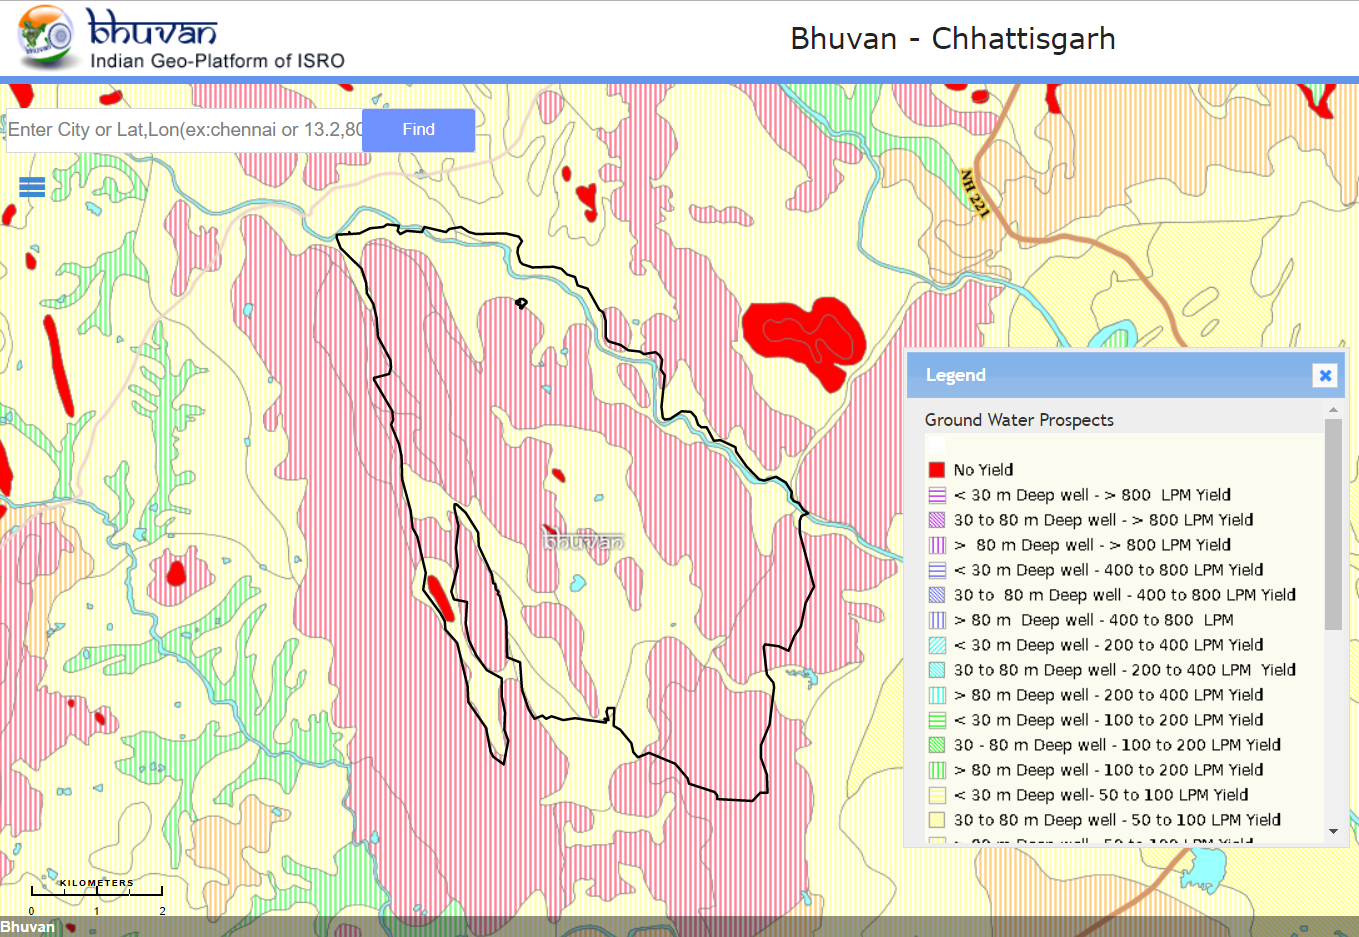 bhuvan
Indian Geo-Platform of ISRO
Bhuvan - Chhattisgarh
Enter City or Lat,Lon(ex:chennai or 13.2,80
Find
NH 221
Legend
Ground Water Prospects
No Yield
< 30 m Deep well - > 800 LPM Yield
30 to 80 m Deep well - > 800 LPM Yield
> 80 m Deep well - > 800 LPM Yield
< 30 m Deep well - 400 to 800 LPM Yield
30 to 80 m Deep well - 400 to 800 LPM Yield
> 80 m Deep well - 400 to 800 LPM
< 30 m Deep well - 200 to 400 LPM Yield
30 to 80 m Deep well - 200 to 400 LPM Yield
> 80 m Deep well - 200 to 400 LPM Yield
< 30 m Deep well - 100 to 200 LPM Yield
30 - 80 m Deep well - 100 to 200 LPM Yield
> 80 m Deep well - 100 to 200 LPM Yield
< 30 m Deep well- 50 to 100 LPM Yield
30 to 80 m Deep well - 50 to 100 LPM Yield
bhuvan
KILOMETERS
0 1 2
Bhuvan